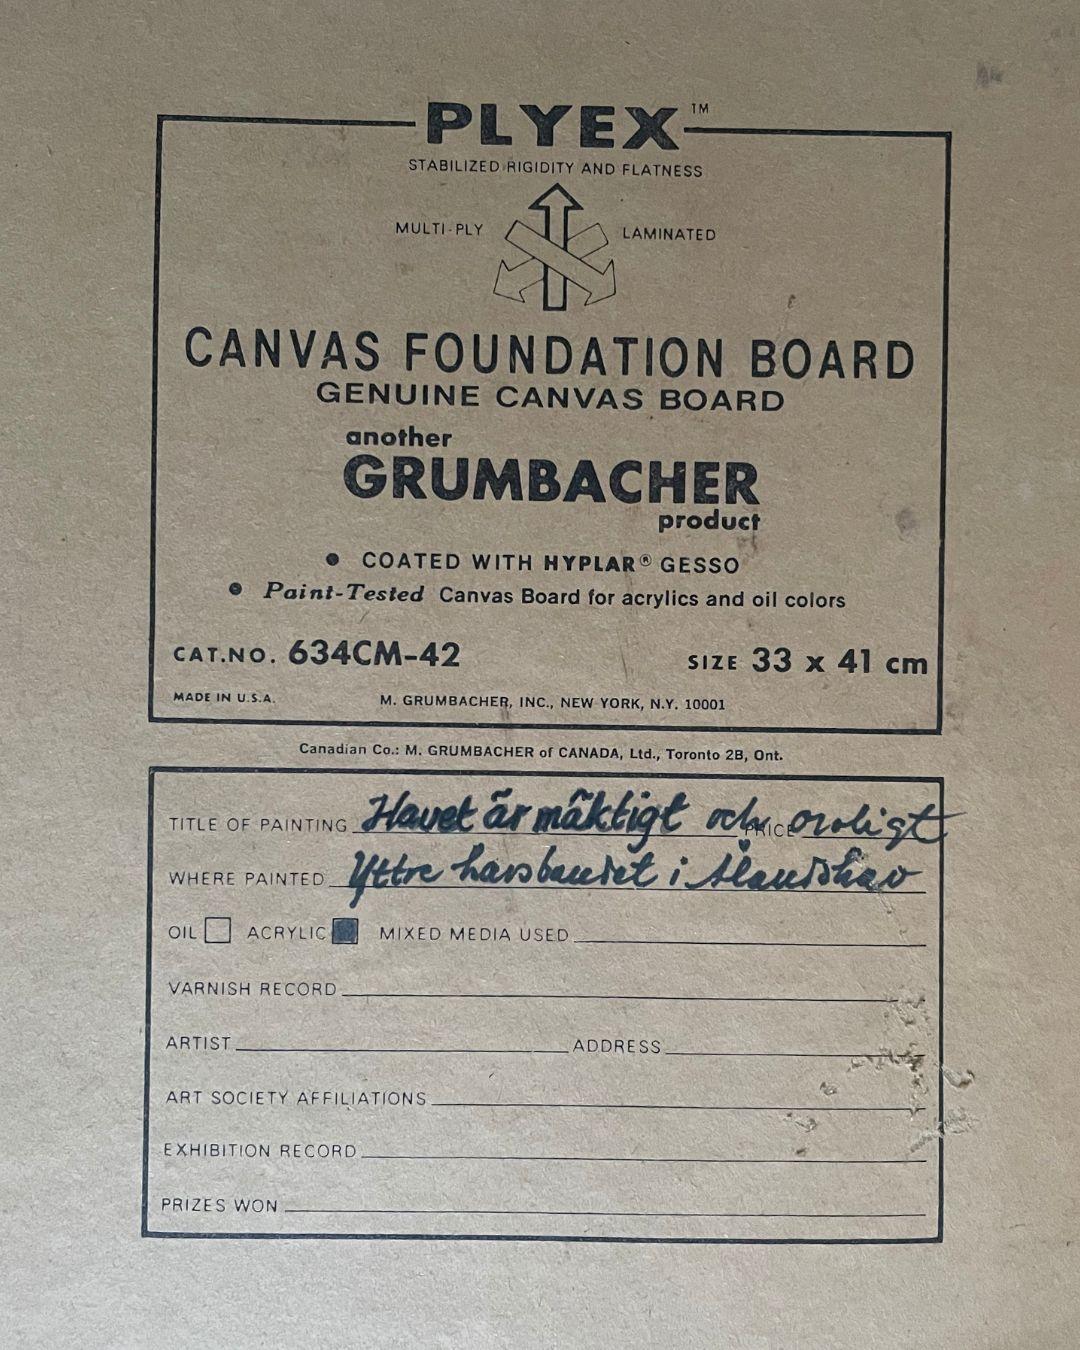 PLYEX™
STABILIZED RIGIDITY AND FLATNESS
MULTI-PLY LAMINATED
CANVAS FOUNDATION BOARD
GENUINE CANVAS BOARD
another
GRUMBACHER
product
• COATED WITH HYPLAR® GESSO
• Paint-Tested Canvas Board for acrylics and oil colors
CAT.NO. 634CM-42 SIZE 33 x 41 cm
MADE IN U.S.A. M. GRUMBACHER, INC., NEW YORK, N.Y. 10001
Canadian Co.: M. GRUMBACHER of CANADA, Ltd., Toronto 2B, Ont.
TITLE OF PAINTING Havet är mäktigt och PRICE oroligt
WHERE PAINTED Yttre havsbandet i Ålandshav
OIL ACRYLIC MIXED MEDIA USED
VARNISH RECORD
ARTIST ADDRESS
ART SOCIETY AFFILIATIONS
EXHIBITION RECORD
PRIZES WON